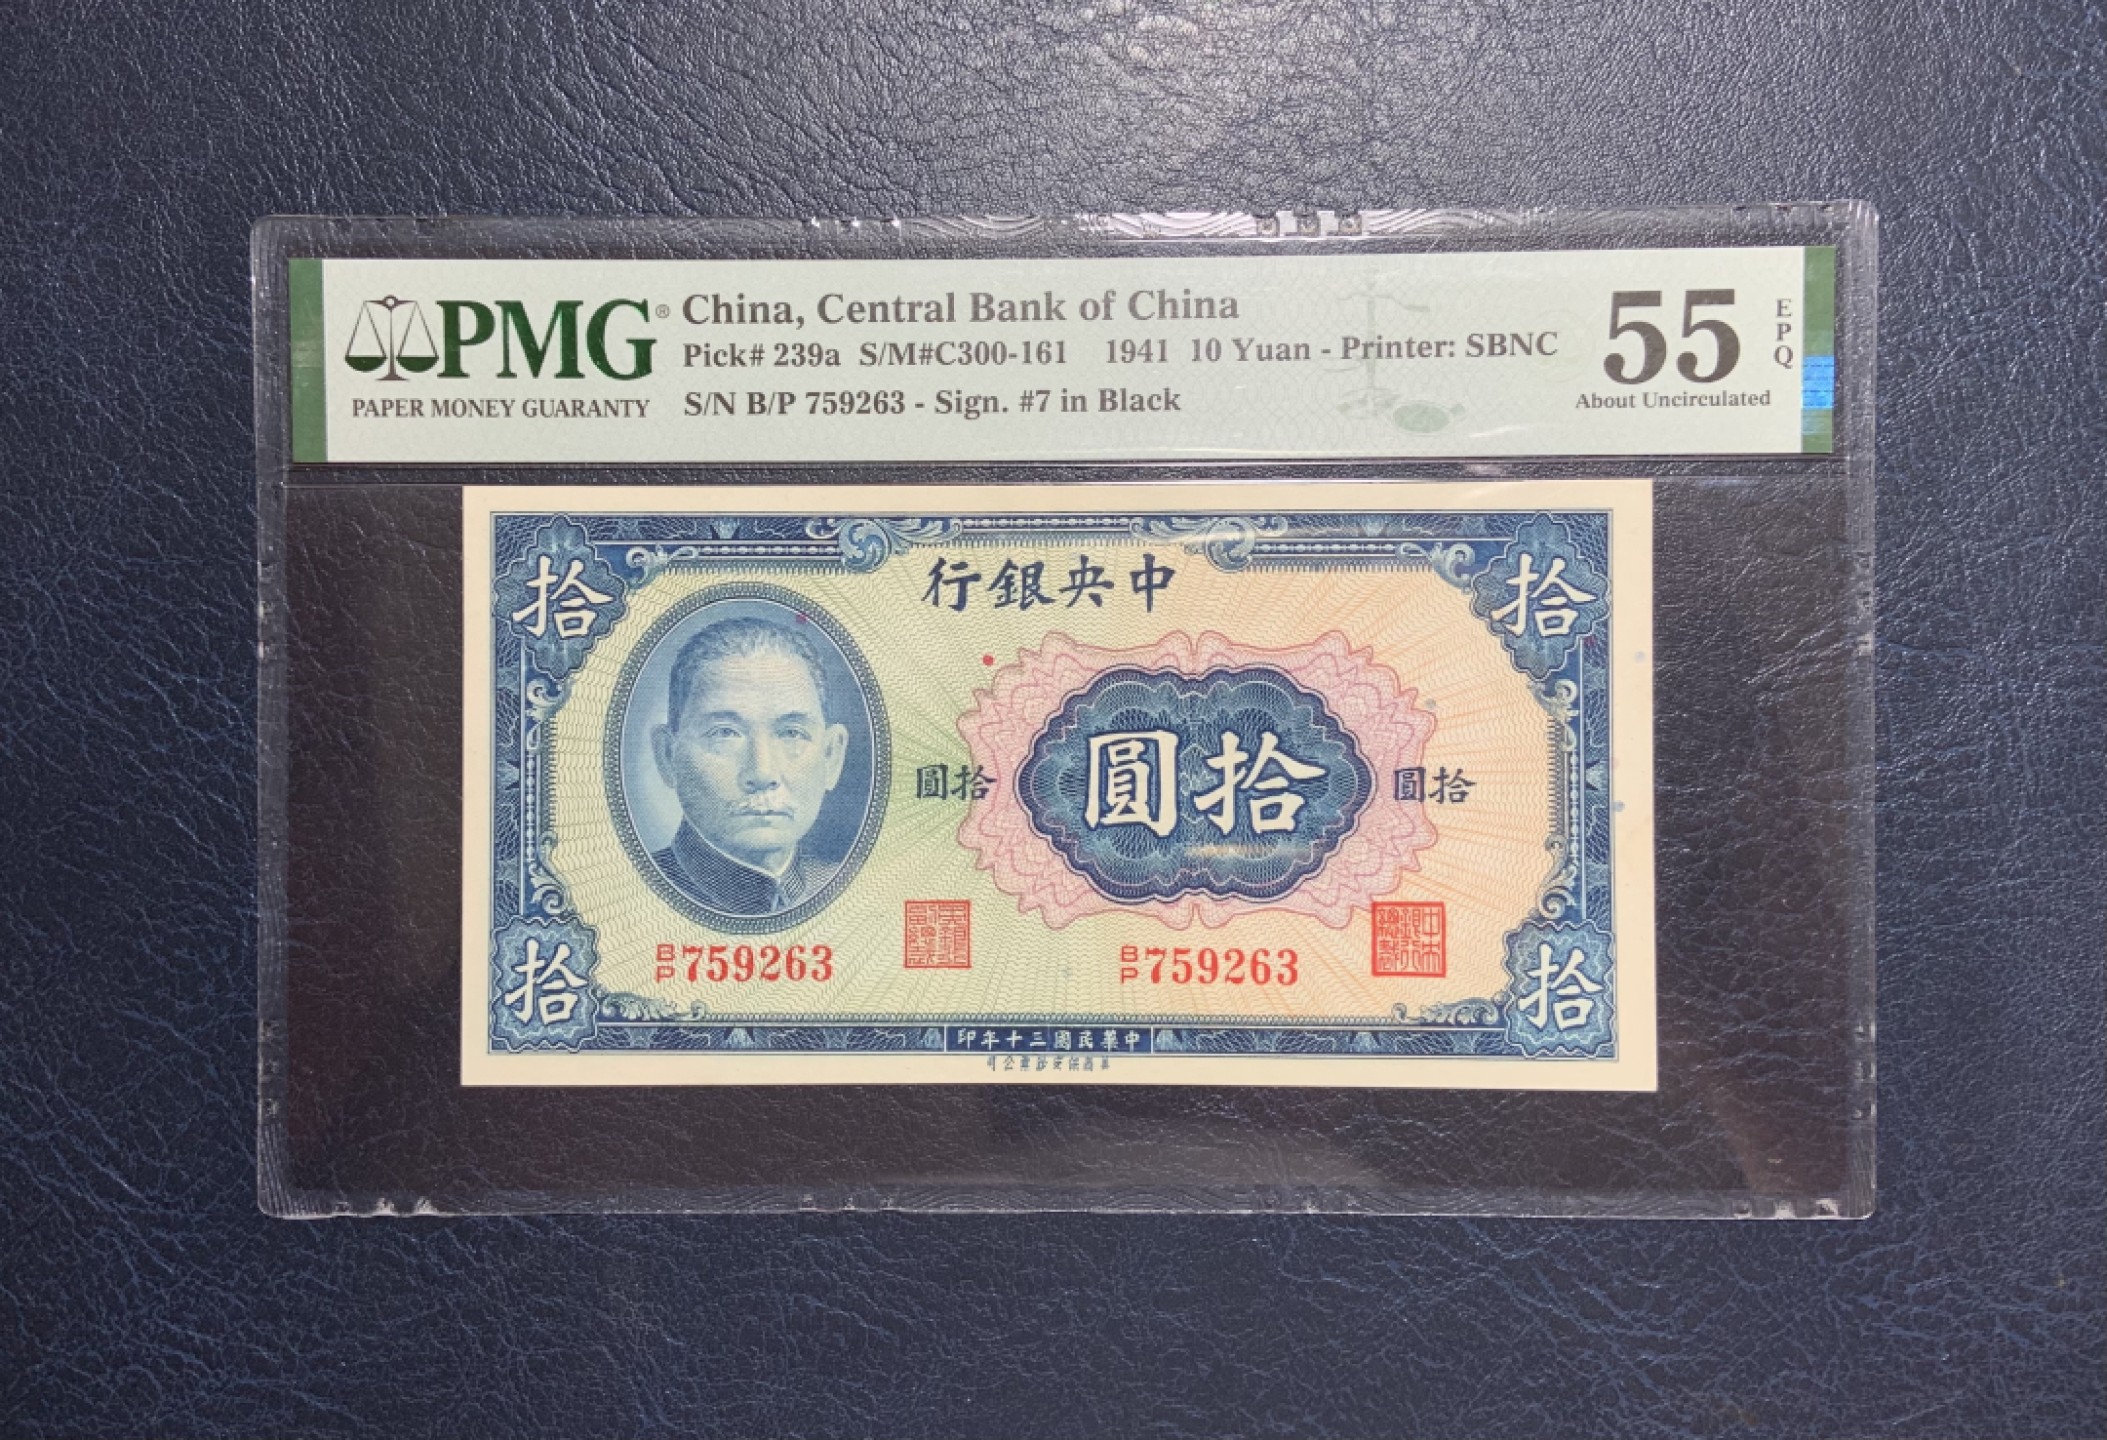 PMG®
PAPER MONEY GUARANTY
China, Central Bank of China
Pick# 239a S/M#C300-161 1941 10 Yuan - Printer: SBNC
S/N B/P 759263 - Sign. #7 in Black
55
EPQ
About Uncirculated
行銀央中
拾
拾
圓拾
圓拾
圓拾
B/P 759263
B/P 759263
拾
拾
印年十三國民華中